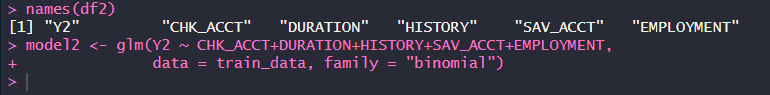 > names(df2)
[1] "Y2"         "CHK_ACCT"   "DURATION"   "HISTORY"    "SAV_ACCT"   "EMPLOYMENT"
> model2 <- glm(Y2 ~ CHK_ACCT+DURATION+HISTORY+SAV_ACCT+EMPLOYMENT,
+               data = train_data, family = "binomial")
>